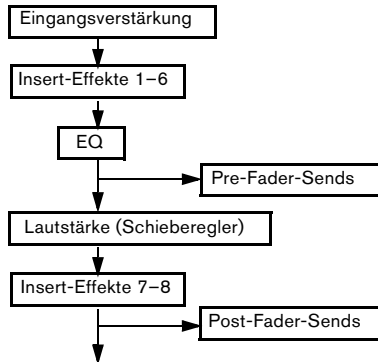 Eingangsverstärkung
Insert-Effekte 1–6
EQ
Pre-Fader-Sends
Lautstärke (Schieberegler)
Insert-Effekte 7–8
Post-Fader-Sends